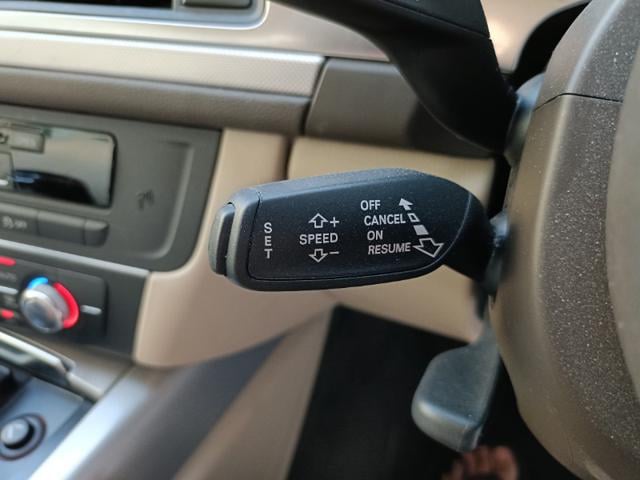 SET
SPEED
+
−
OFF
CANCEL
ON
RESUME